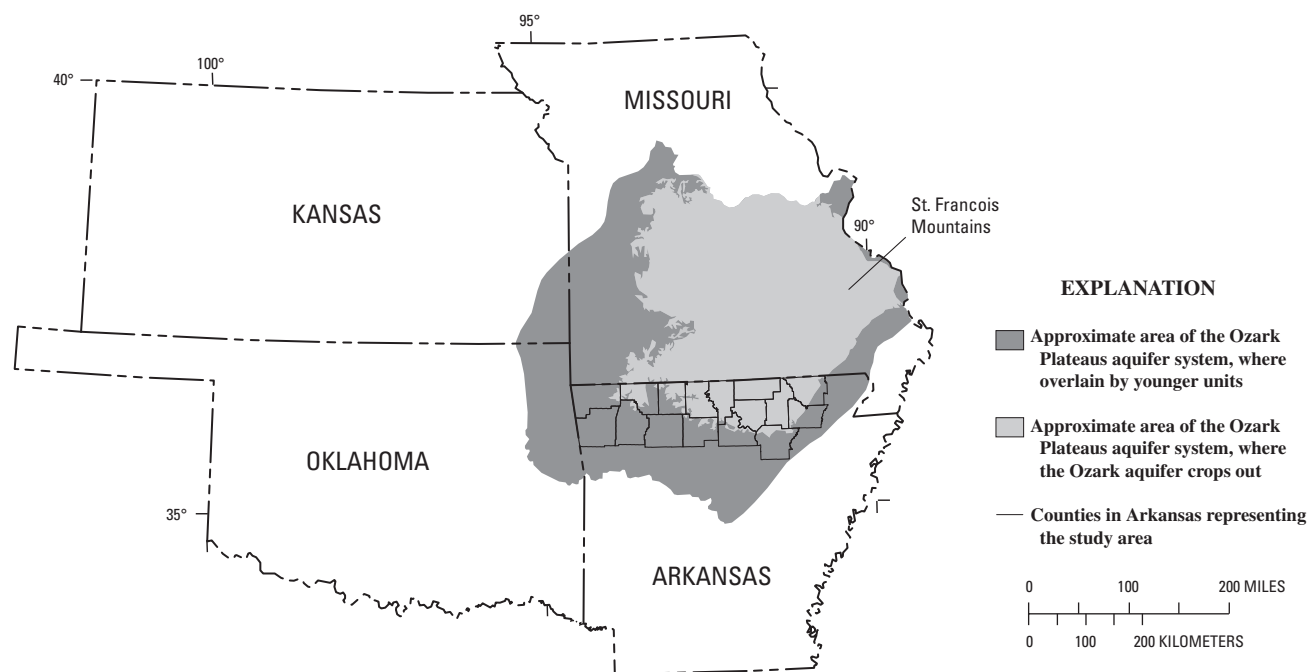 95°
100°
40°
MISSOURI
KANSAS
St. Francois
Mountains
90°
OKLAHOMA
35°
ARKANSAS
EXPLANATION
Approximate area of the Ozark
Plateaus aquifer system, where
overlain by younger units
Approximate area of the Ozark
Plateaus aquifer system, where
the Ozark aquifer crops out
Counties in Arkansas representing
the study area
0 100 200 MILES
0 100 200 KILOMETERS